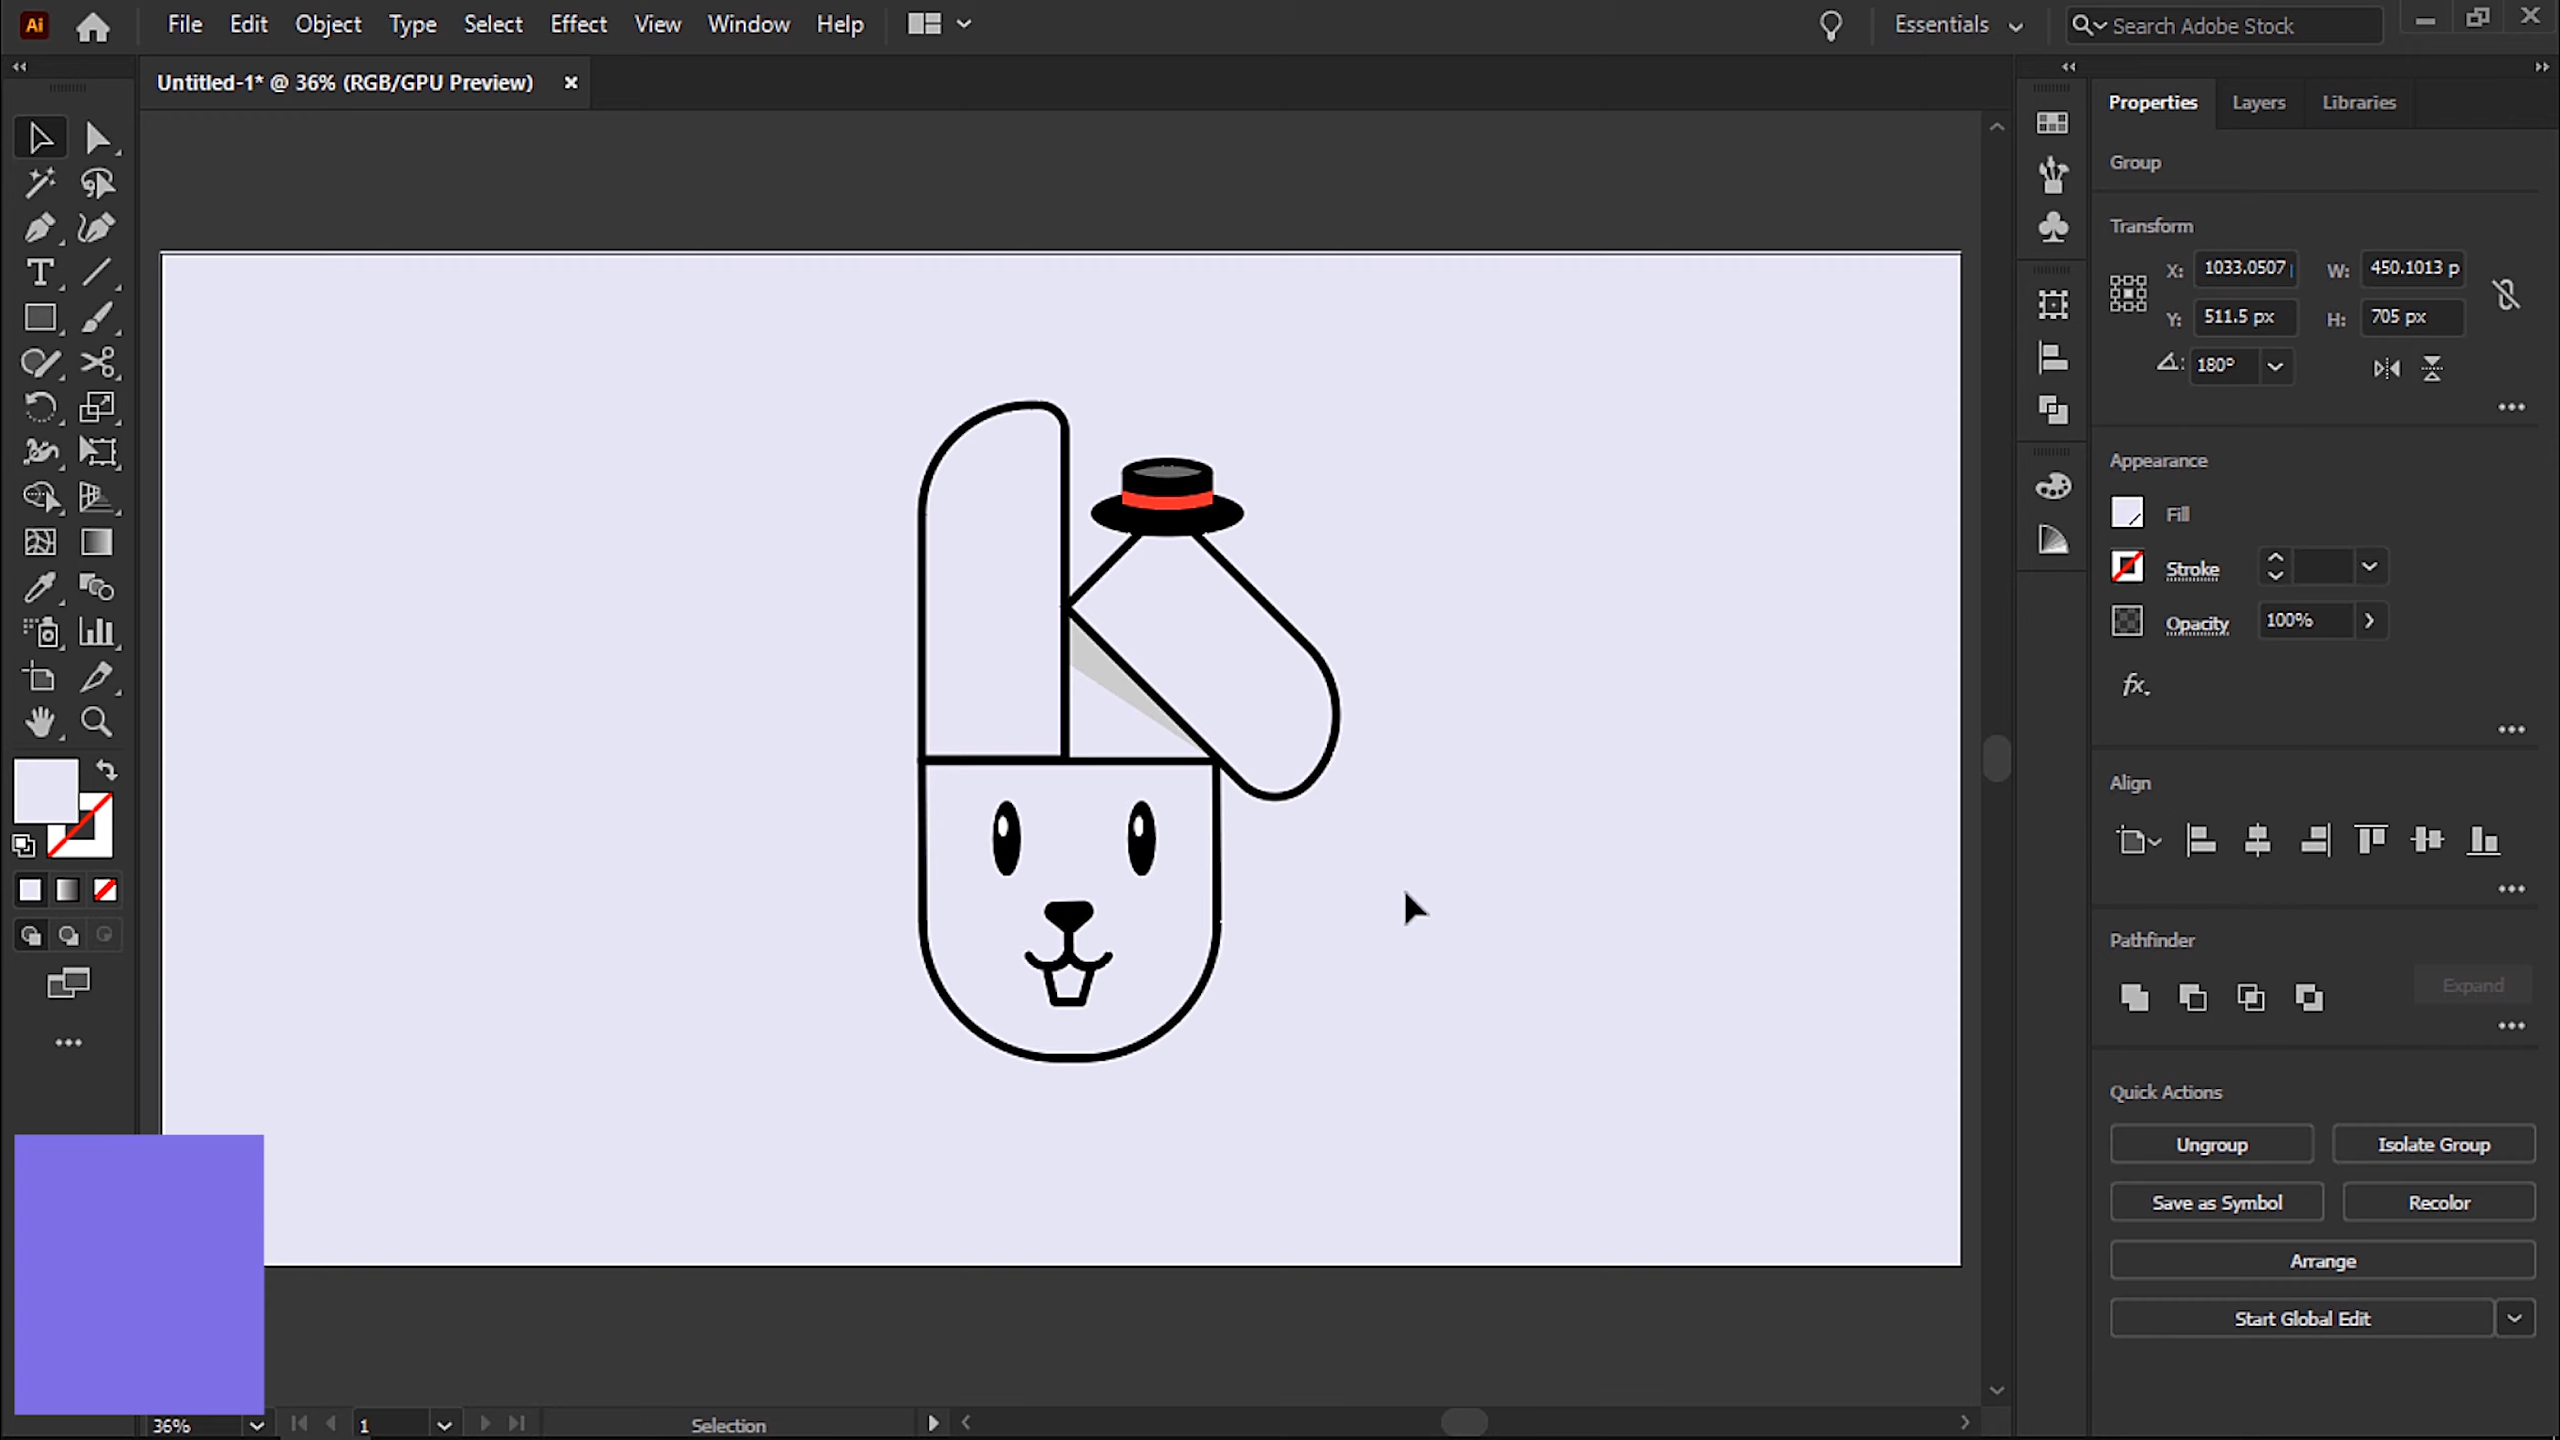 Ai File Edit Object Type Select Effect View Window Help Essentials Search Adobe Stock
Untitled-1* @ 36% (RGB/GPU Preview)
Properties Layers Libraries
Group
Transform
X: 1033.0507 W: 450.1013 p
Y: 511.5 px H: 705 px
180°
Appearance
Fill
Stroke
Opacity 100%
fx.
Align
Pathfinder
Expand
Quick Actions
Ungroup Isolate Group
Save as Symbol Recolor
Arrange
Start Global Edit
36% 1 Selection